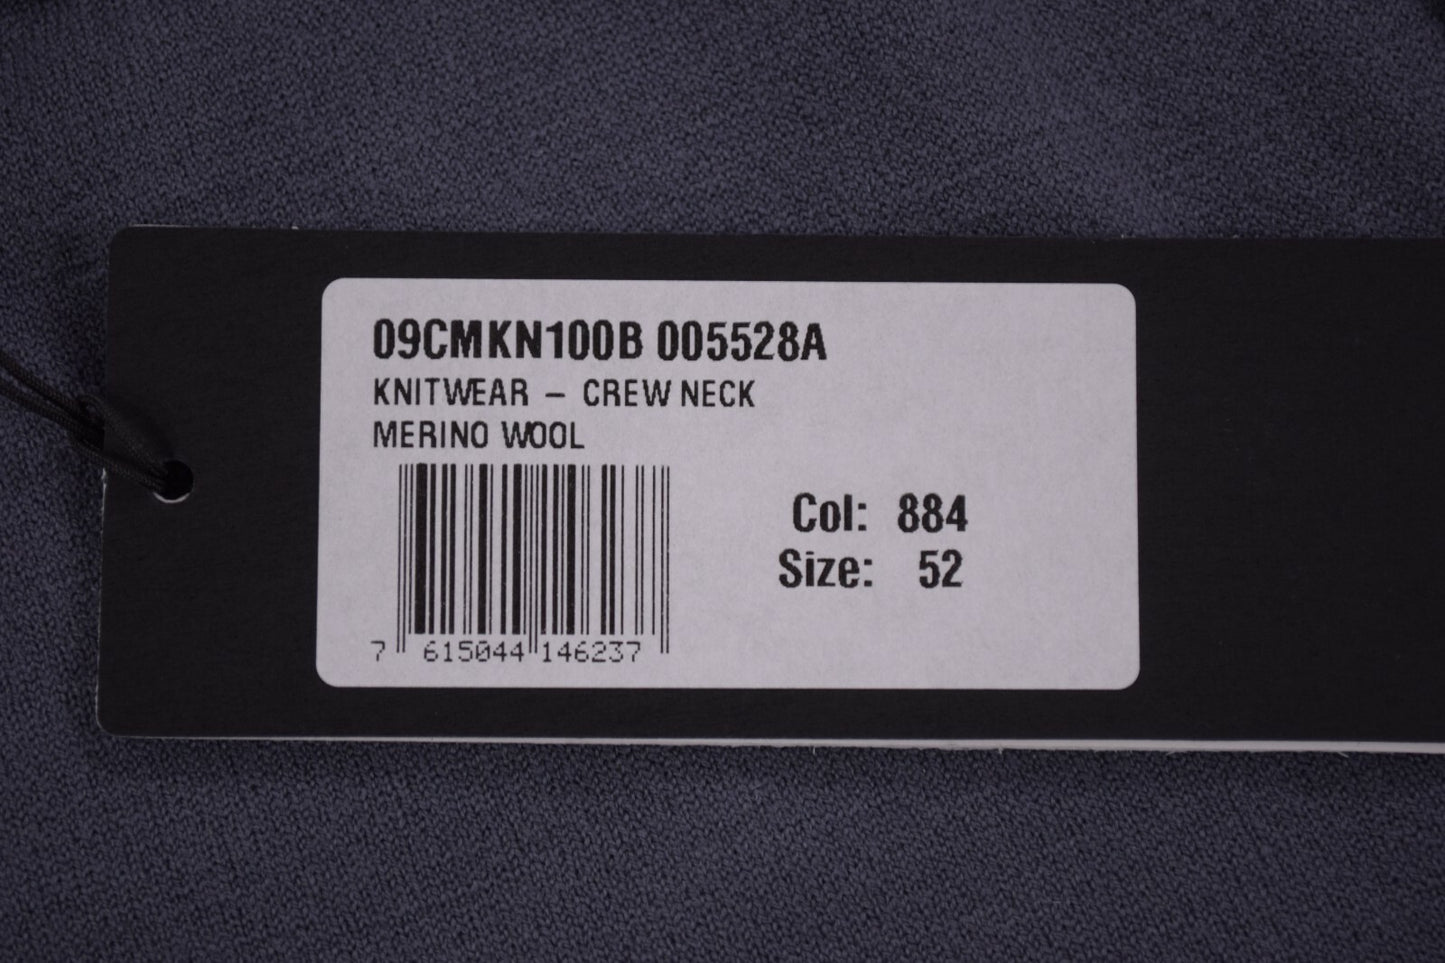 09CMKN100B 005528A
KNITWEAR – CREW NECK
MERINO WOOL
Col: 884
Size: 52
7 615044 146237